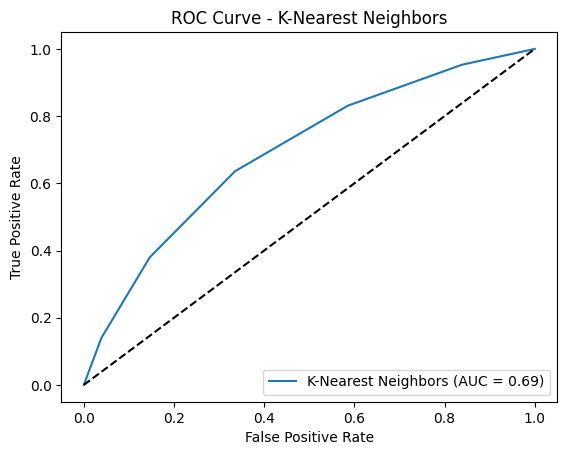 ROC Curve - K-Nearest Neighbors
1.0
0.8
0.6
0.4
0.2
0.0
True Positive Rate
K-Nearest Neighbors (AUC = 0.69)
0.0 0.2 0.4 0.6 0.8 1.0
False Positive Rate